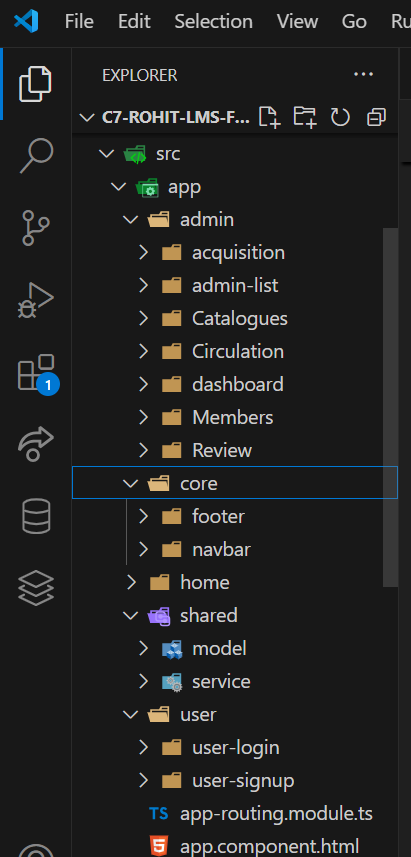 File Edit Selection View Go Ru
EXPLORER
C7-ROHIT-LMS-F...
src
app
admin
acquisition
admin-list
Catalogues
Circulation
dashboard
Members
Review
core
footer
navbar
home
shared
model
service
user
user-login
user-signup
TS app-routing.module.ts
app.component.html
1